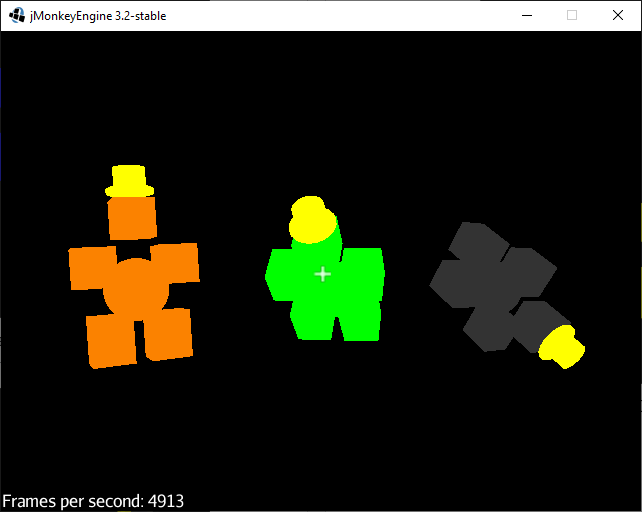 jMonkeyEngine 3.2-stable
Frames per second: 4913